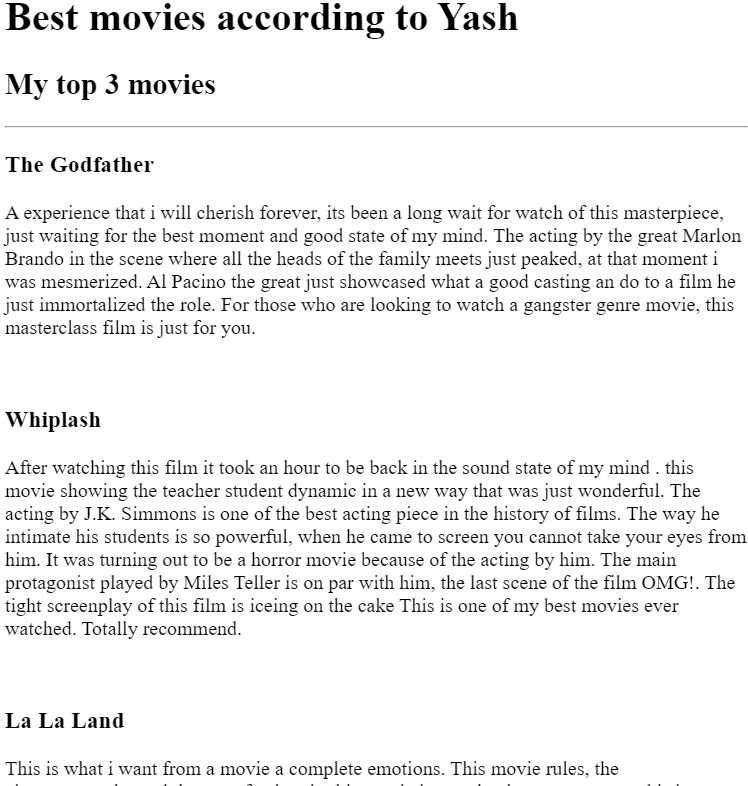 Best movies according to Yash
My top 3 movies
The Godfather
A experience that i will cherish forever, its been a long wait for watch of this masterpiece,
just waiting for the best moment and good state of my mind. The acting by the great Marlon
Brando in the scene where all the heads of the family meets just peaked, at that moment i
was mesmerized. Al Pacino the great just showcased what a good casting an do to a film he
just immortalized the role. For those who are looking to watch a gangster genre movie, this
masterclass film is just for you.
Whiplash
After watching this film it took an hour to be back in the sound state of my mind . this
movie showing the teacher student dynamic in a new way that was just wonderful. The
acting by J.K. Simmons is one of the best acting piece in the history of films. The way he
intimate his students is so powerful, when he came to screen you cannot take your eyes from
him. It was turning out to be a horror movie because of the acting by him. The main
protagonist played by Miles Teller is on par with him, the last scene of the film OMG!. The
tight screenplay of this film is iceing on the cake This is one of my best movies ever
watched. Totally recommend.
La La Land
This is what i want from a movie a complete emotions. This movie rules, the